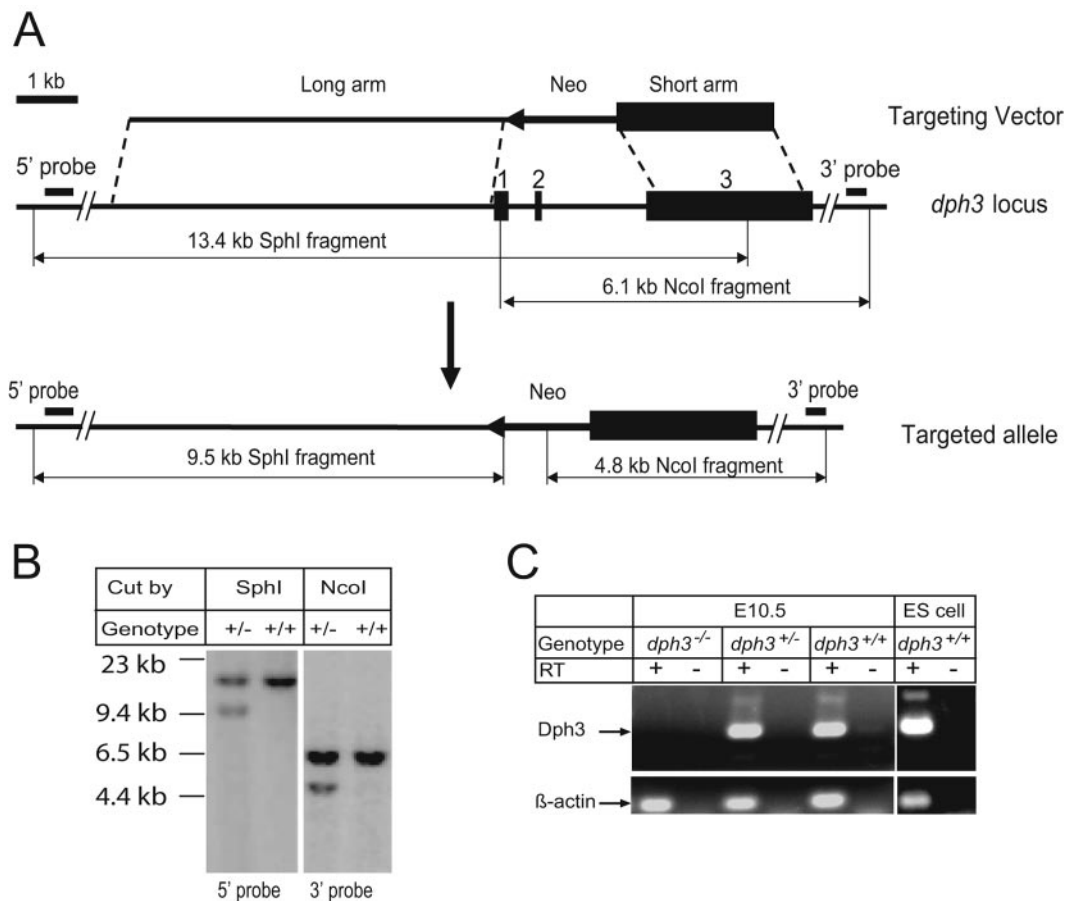 A
1 kb
Long arm Neo Short arm
Targeting Vector
5' probe 1 2 3 3' probe
dph3 locus
13.4 kb SphI fragment
6.1 kb NcoI fragment
5' probe Neo 3' probe
Targeted allele
9.5 kb SphI fragment 4.8 kb NcoI fragment
B
Cut by SphI NcoI
Genotype +/- +/+ +/- +/+
23 kb
9.4 kb
6.5 kb
4.4 kb
5' probe 3' probe
C
E10.5 ES cell
Genotype dph3-/- dph3+/- dph3+/+ dph3+/+
RT + - + - + - + -
Dph3
ß-actin